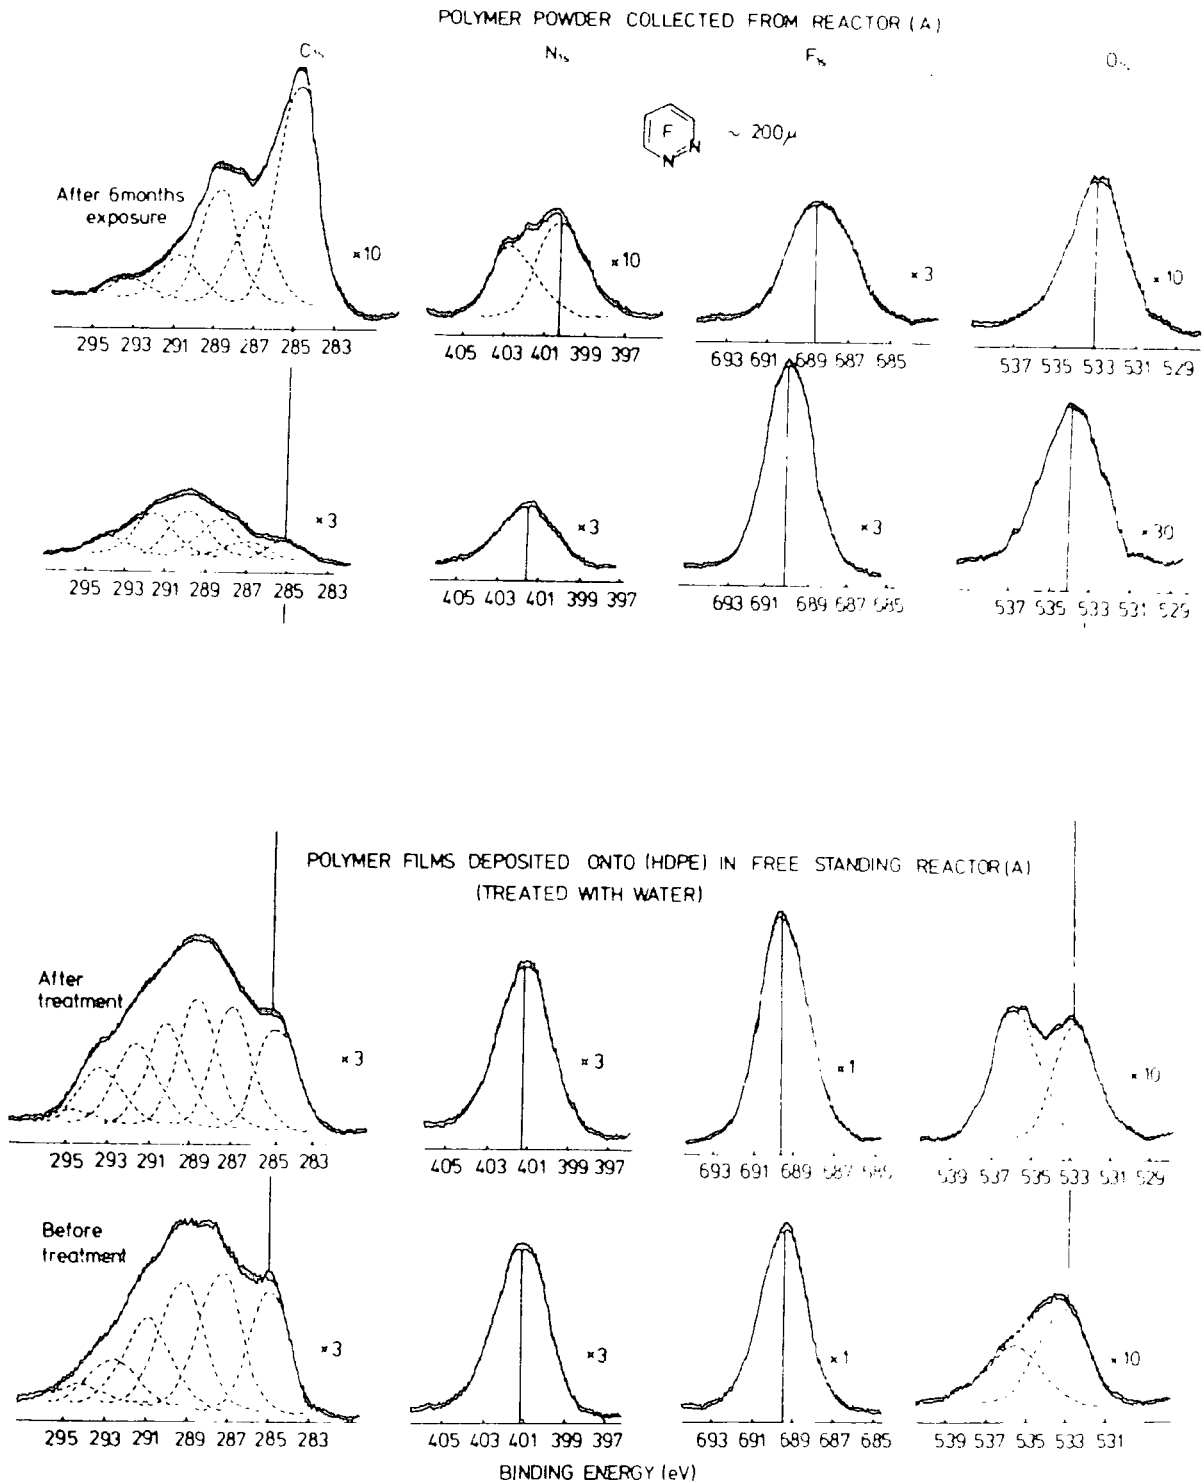 POLYMER POWDER COLLECTED FROM REACTOR (A)
C1s N1s F1s
F N N ~ 200μ
After 6months
exposure
×10 ×10 ×3 ×10
295 293 291 289 287 285 283 405 403 401 399 397 693 691 689 687 685 537 535 533 531 529
×3 ×3 ×3 ×30
295 293 291 289 287 285 283 405 403 401 399 397 693 691 689 687 685 537 535 533 531 529
POLYMER FILMS DEPOSITED ONTO (HDPE) IN FREE STANDING REACTOR (A)
(TREATED WITH WATER)
After
treatment
×3 ×3 ×1 ×10
295 293 291 289 287 285 283 405 403 401 399 397 693 691 689 687 685 539 537 535 533 531 529
Before
treatment
×3 ×3 ×1 ×10
295 293 291 289 287 285 283 405 403 401 399 397 693 691 689 687 685 539 537 535 533 531
BINDING ENERGY (eV)